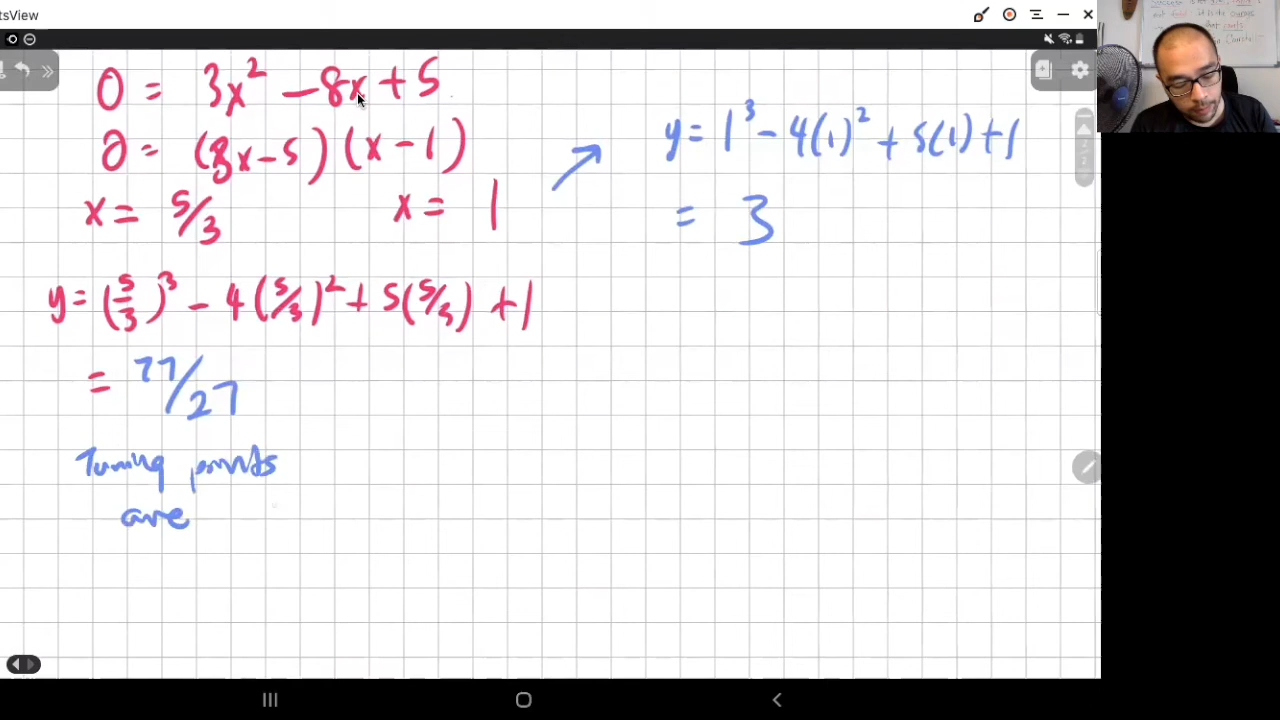 tsView
0 = 3x² - 8x + 5
0 = (3x - 5)(x - 1)
x = 5/3 x = 1
y = (5/3)³ - 4(5/3)² + 5(5/3) + 1
= 77/27
Turning points
are
y = 1³ - 4(1)² + 5(1) + 1
= 3